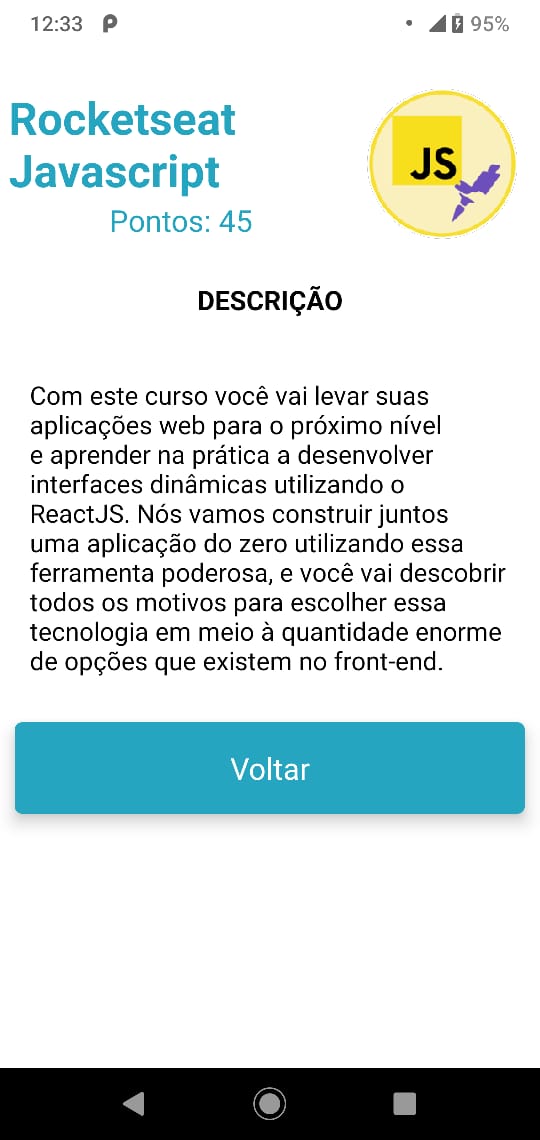 12:33
95%
Rocketseat
Javascript
JS
Pontos: 45
DESCRIÇÃO
Com este curso você vai levar suas
aplicações web para o próximo nível
e aprender na prática a desenvolver
interfaces dinâmicas utilizando o
ReactJS. Nós vamos construir juntos
uma aplicação do zero utilizando essa
ferramenta poderosa, e você vai descobrir
todos os motivos para escolher essa
tecnologia em meio à quantidade enorme
de opções que existem no front-end.
Voltar